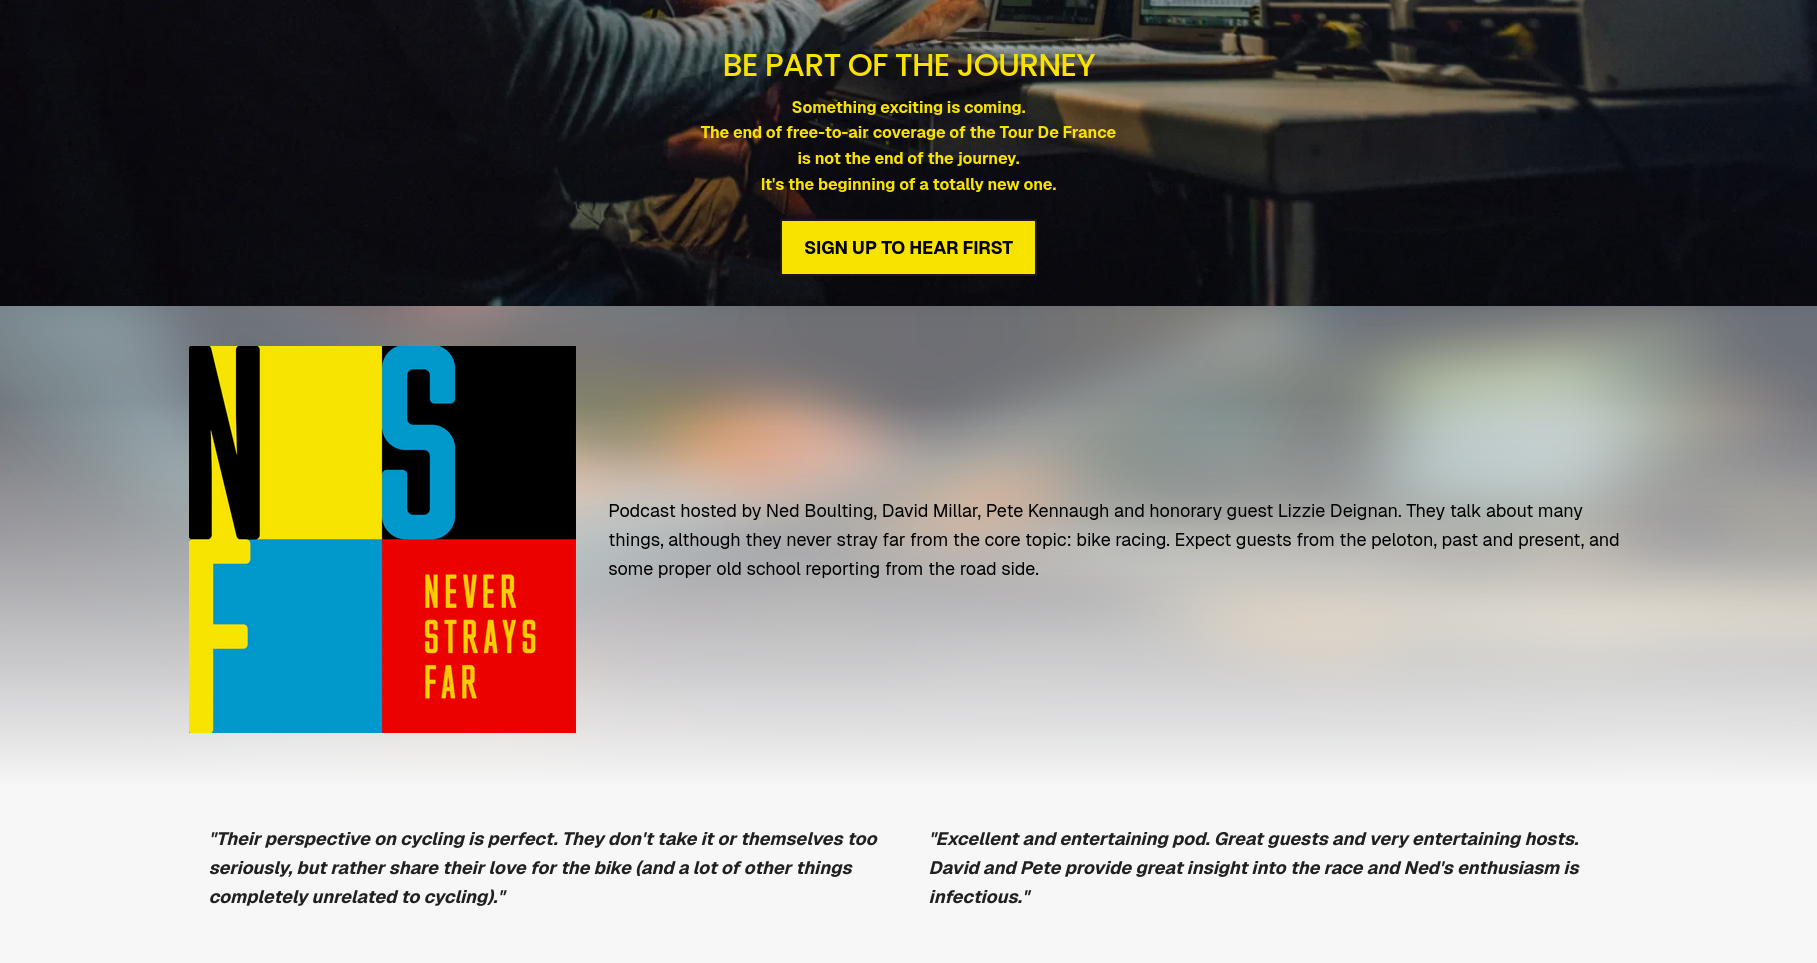 BE PART OF THE JOURNEY
Something exciting is coming.
The end of free-to-air coverage of the Tour De France
is not the end of the journey.
It's the beginning of a totally new one.
SIGN UP TO HEAR FIRST
N S
F
NEVER
STRAYS
FAR
Podcast hosted by Ned Boulting, David Millar, Pete Kennaugh and honorary guest Lizzie Deignan. They talk about many
things, although they never stray far from the core topic: bike racing. Expect guests from the peloton, past and present, and
some proper old school reporting from the road side.
"Their perspective on cycling is perfect. They don't take it or themselves too
seriously, but rather share their love for the bike (and a lot of other things
completely unrelated to cycling)."
"Excellent and entertaining pod. Great guests and very entertaining hosts.
David and Pete provide great insight into the race and Ned's enthusiasm is
infectious."